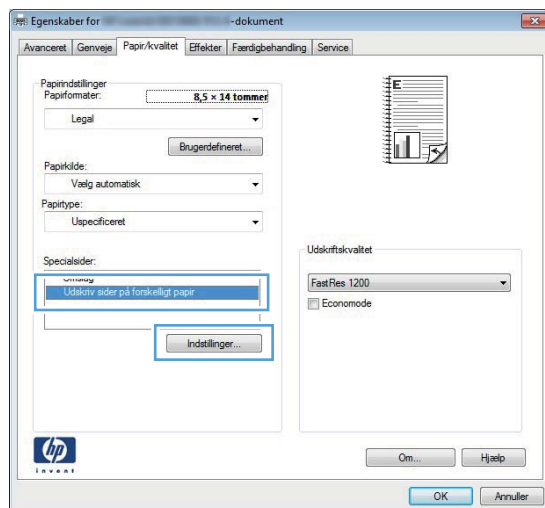 Egenskaber for -dokument
Avanceret Genveje Papir/kvalitet Effekter Færdigbehandling Service
Papirindstillinger
Papirformater: 8,5 × 14 tommer
Legal
Brugerdefineret...
Papirkilde:
Vælg automatisk
Papirtype:
Uspecificeret
Specialsider:
Omslag
Udskriv sider på forskelligt papir
Indstillinger...
E
Udskriftskvalitet
FastRes 1200
Economode
hp
invent
Om... Hjælp
OK Annuller